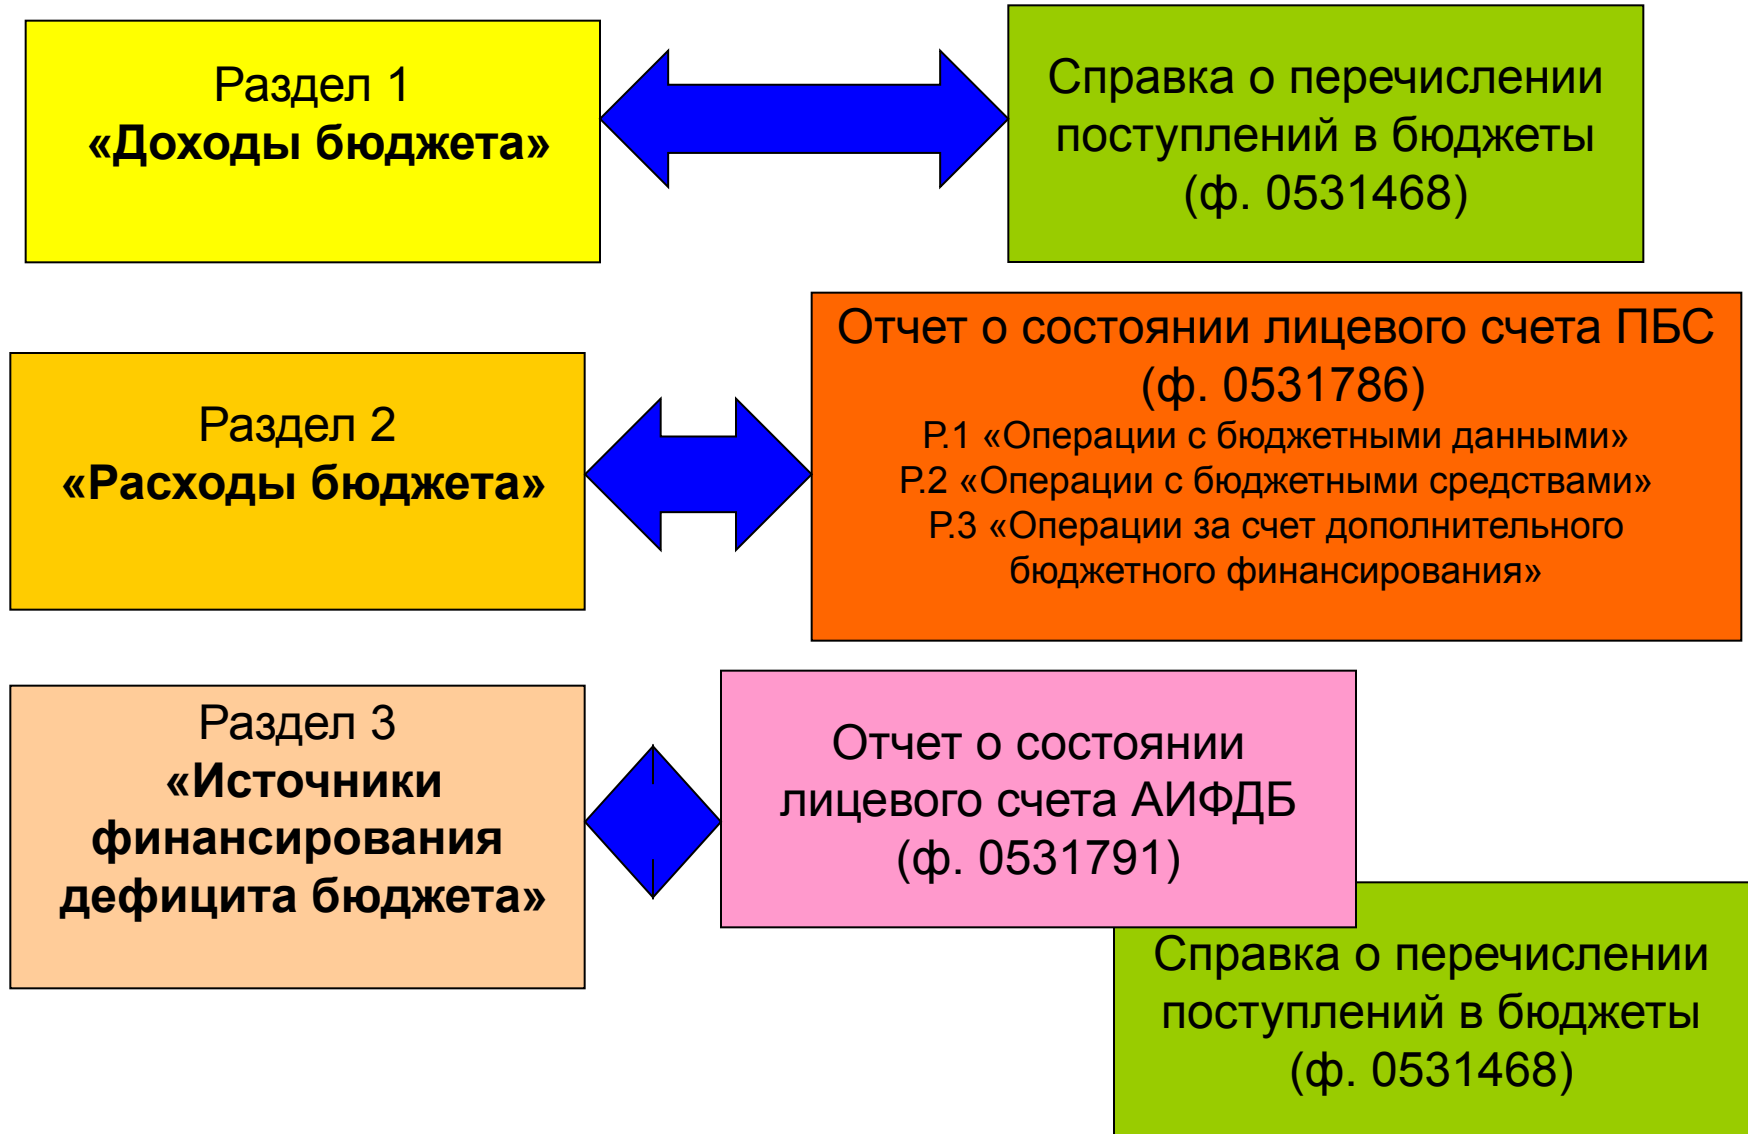 Раздел 1
«Доходы бюджета»
Справка о перечислении
поступлений в бюджеты
(ф. 0531468)
Раздел 2
«Расходы бюджета»
Отчет о состоянии лицевого счета ПБС
(ф. 0531786)
Р.1 «Операции с бюджетными данными»
Р.2 «Операции с бюджетными средствами»
Р.3 «Операции за счет дополнительного
бюджетного финансирования»
Раздел 3
«Источники
финансирования
дефицита бюджета»
Отчет о состоянии
лицевого счета АИФДБ
(ф. 0531791)
Справка о перечислении
поступлений в бюджеты
(ф. 0531468)